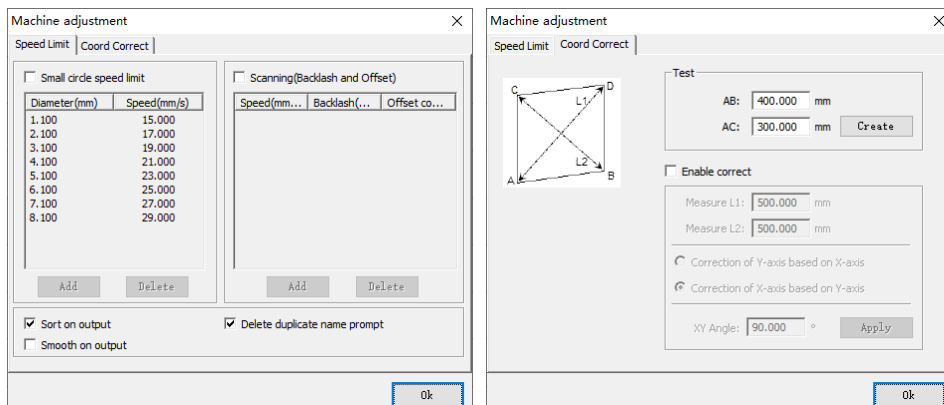 Machine adjustment
Speed Limit Coord Correct
Small circle speed limit
Diameter(mm) Speed(mm/s)
1.100 15.000
2.100 17.000
3.100 19.000
4.100 21.000
5.100 23.000
6.100 25.000
7.100 27.000
8.100 29.000
Add Delete
Scanning(Backlash and Offset)
Speed(mm... Backlash(... Offset co...
Add Delete
Sort on output
Delete duplicate name prompt
Smooth on output
Ok
Machine adjustment
Speed Limit Coord Correct
C D
L1
L2
A B
Test
AB: 400.000 mm
AC: 300.000 mm Create
Enable correct
Measure L1: 500.000 mm
Measure L2: 500.000 mm
Correction of Y-axis based on X-axis
Correction of X-axis based on Y-axis
XY Angle: 90.000 ° Apply
Ok